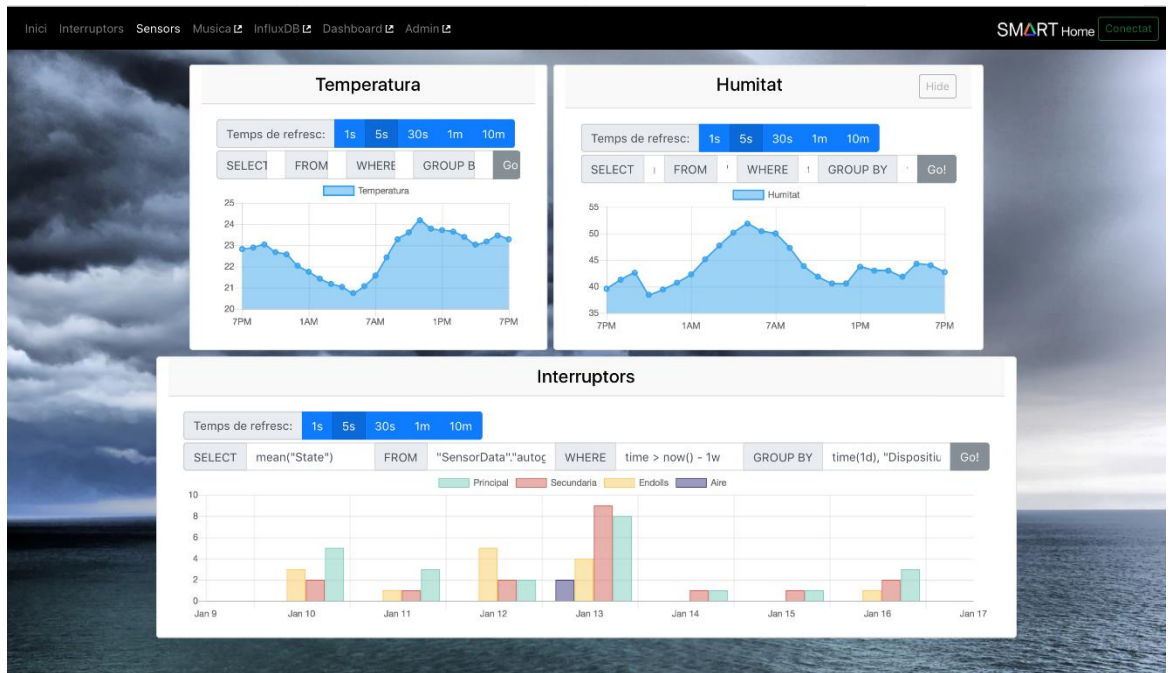 Inici Interruptors Sensors Musica InfluxDB Dashboard Admin SMART Home Conectat
Temperatura
Temps de refresc: 1s 5s 30s 1m 10m
SELECT FROM WHERE GROUP B Go
Temperatura
25
24
23
22
21
20
7PM 1AM 7AM 1PM 7PM
Humitat Hide
Temps de refresc: 1s 5s 30s 1m 10m
SELECT FROM WHERE GROUP BY Go!
Humitat
55
50
45
40
35
7PM 1AM 7AM 1PM 7PM
Interruptors
Temps de refresc: 1s 5s 30s 1m 10m
SELECT mean("State") FROM "SensorData"."autog WHERE time > now() - 1w GROUP BY time(1d), "Dispositiu Go!
Principal Secundaria Endolls Aire
10
8
6
4
2
0
Jan 9 Jan 10 Jan 11 Jan 12 Jan 13 Jan 14 Jan 15 Jan 16 Jan 17